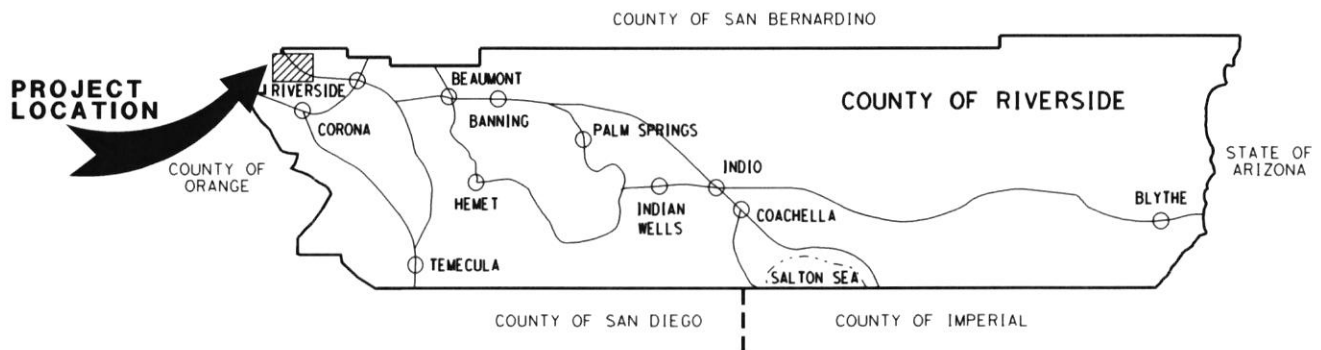 COUNTY OF SAN BERNARDINO
PROJECT
LOCATION
RIVERSIDE
BEAUMONT
COUNTY OF RIVERSIDE
CORONA
BANNING
PALM SPRINGS
COUNTY OF
ORANGE
STATE OF
ARIZONA
INDIO
HEMET
INDIAN
WELLS
COACHELLA
BLYTHE
TEMECULA
SALTON SEA
COUNTY OF SAN DIEGO
COUNTY OF IMPERIAL